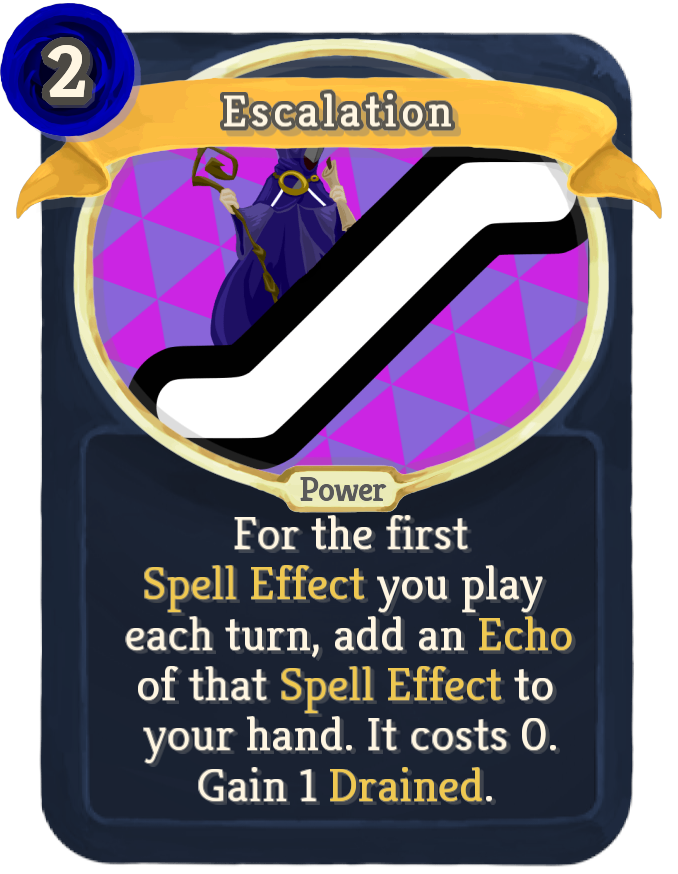 2
Escalation
Power
For the first
Spell Effect you play
each turn, add an Echo
of that Spell Effect to
your hand. It costs 0.
Gain 1 Drained.